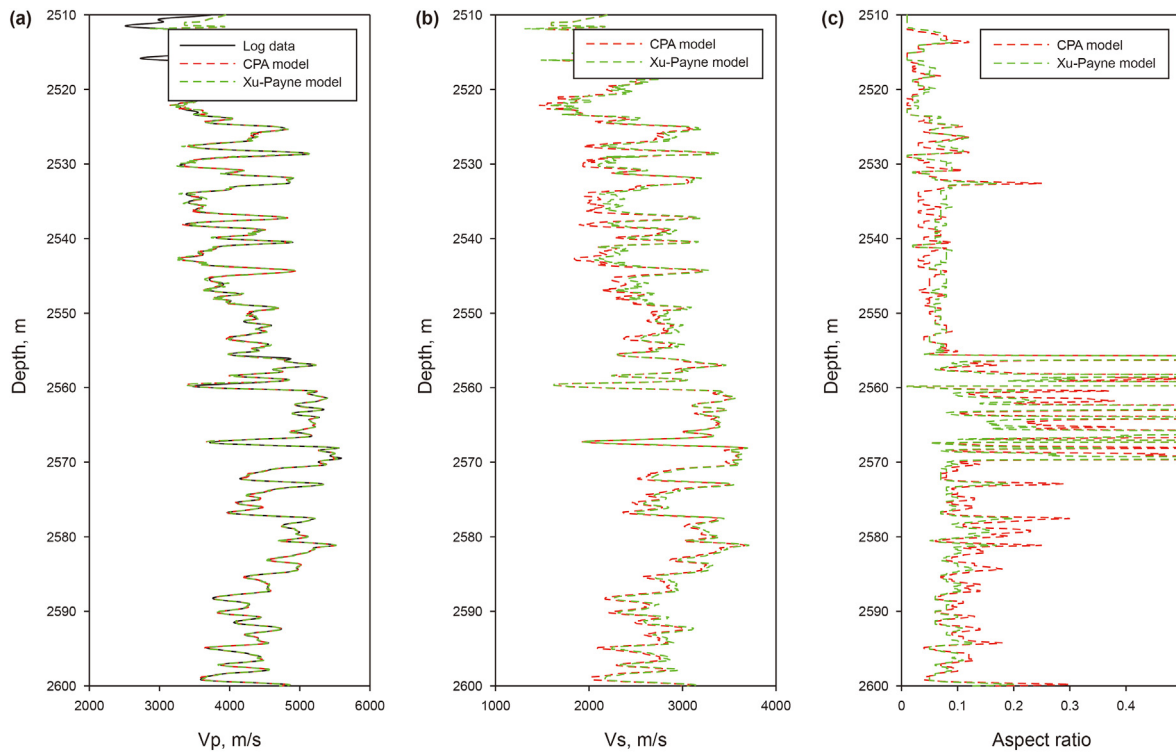 (a)
2510
2520
2530
2540
2550
2560
2570
2580
2590
2600
Depth, m
Log data
CPA model
Xu-Payne model
2000
3000
4000
5000
6000
Vp, m/s
(b)
2510
2520
2530
2540
2550
2560
2570
2580
2590
2600
Depth, m
CPA model
Xu-Payne model
1000
2000
3000
4000
Vs, m/s
(c)
2510
2520
2530
2540
2550
2560
2570
2580
2590
2600
Depth, m
CPA model
Xu-Payne model
0
0.1
0.2
0.3
0.4
Aspect ratio